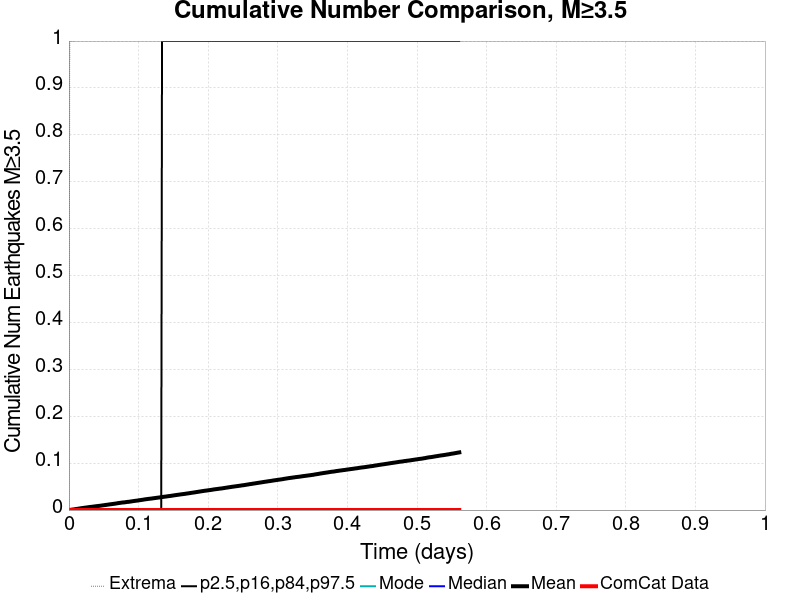 Cumulative Number Comparison, M≥3.5
Cumulative Num Earthquakes M≥3.5
1
0.9
0.8
0.7
0.6
0.5
0.4
0.3
0.2
0.1
0
0 0.1 0.2 0.3 0.4 0.5 0.6 0.7 0.8 0.9 1
Time (days)
Extrema p2.5,p16,p84,p97.5 Mode Median Mean ComCat Data